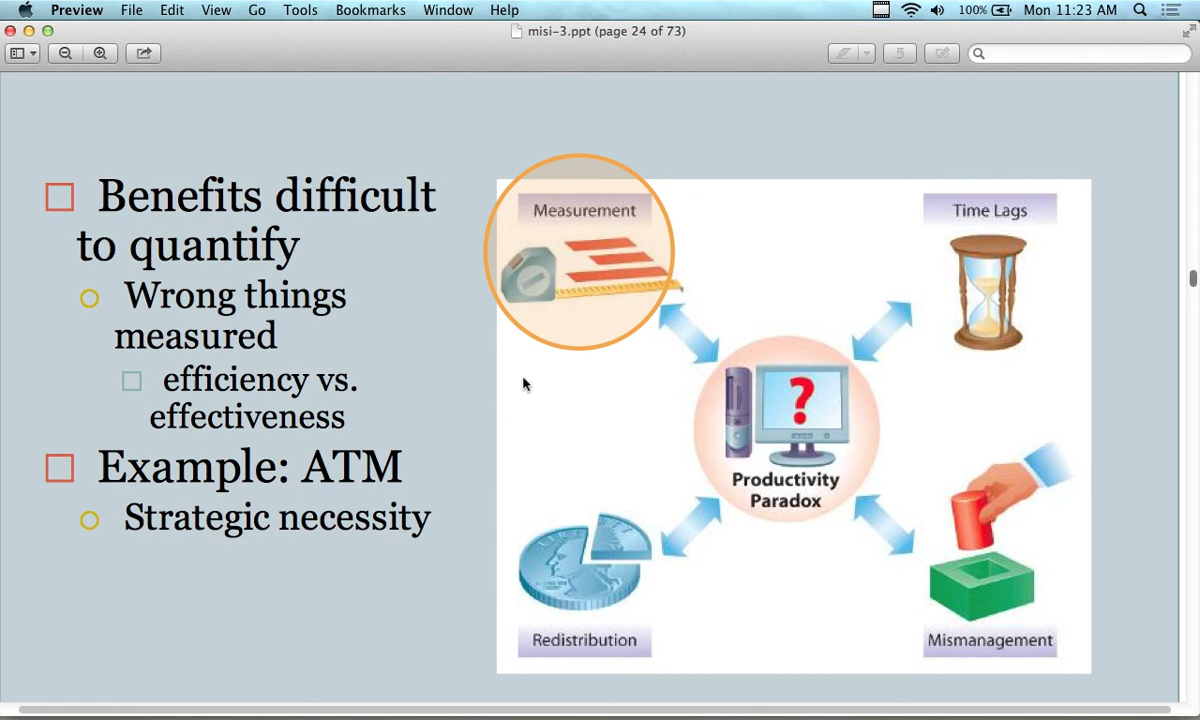 Preview File Edit View Go Tools Bookmarks Window Help 100% Mon 11:23 AM
misi-3.ppt (page 24 of 73)
Benefits difficult
to quantify
Wrong things
measured
efficiency vs.
effectiveness
Example: ATM
Strategic necessity
Measurement
Time Lags
?
Productivity
Paradox
Redistribution
Mismanagement